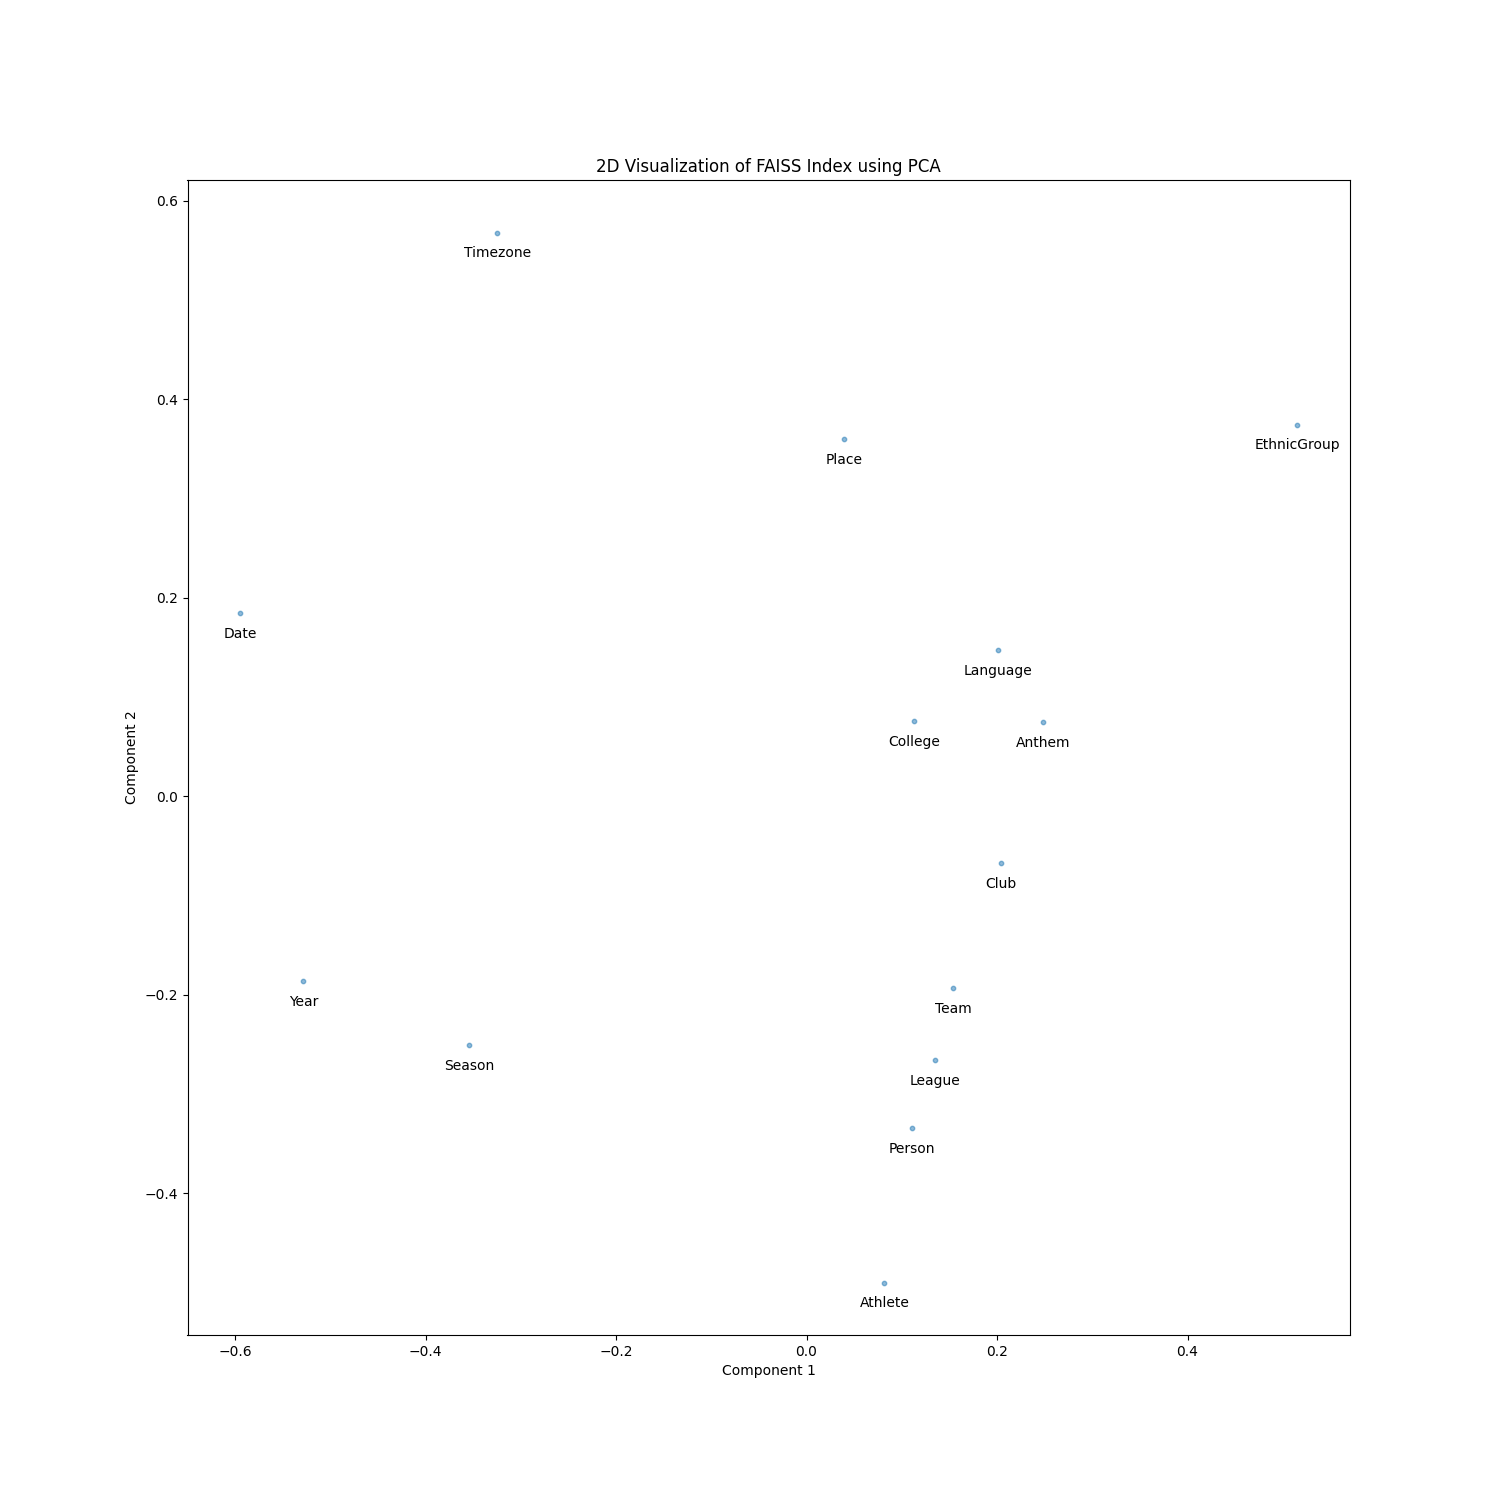 2D Visualization of FAISS Index using PCA
0.6
Timezone
0.4
Place
EthnicGroup
0.2
Date
Language
College
Anthem
Component 2
0.0
Club
−0.2
Year
Team
Season
League
Person
−0.4
Athlete
−0.6
−0.4
−0.2
0.0
0.2
0.4
Component 1